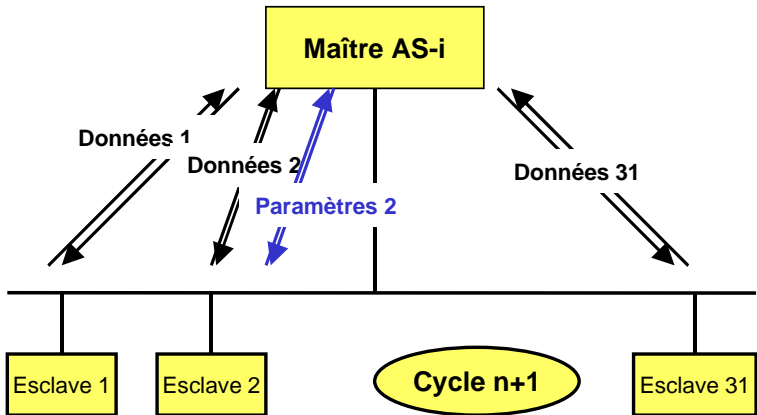 Maître AS-i
Données 1
Données 2
Données 31
Paramètres 2
Esclave 1
Esclave 2
Cycle n+1
Esclave 31